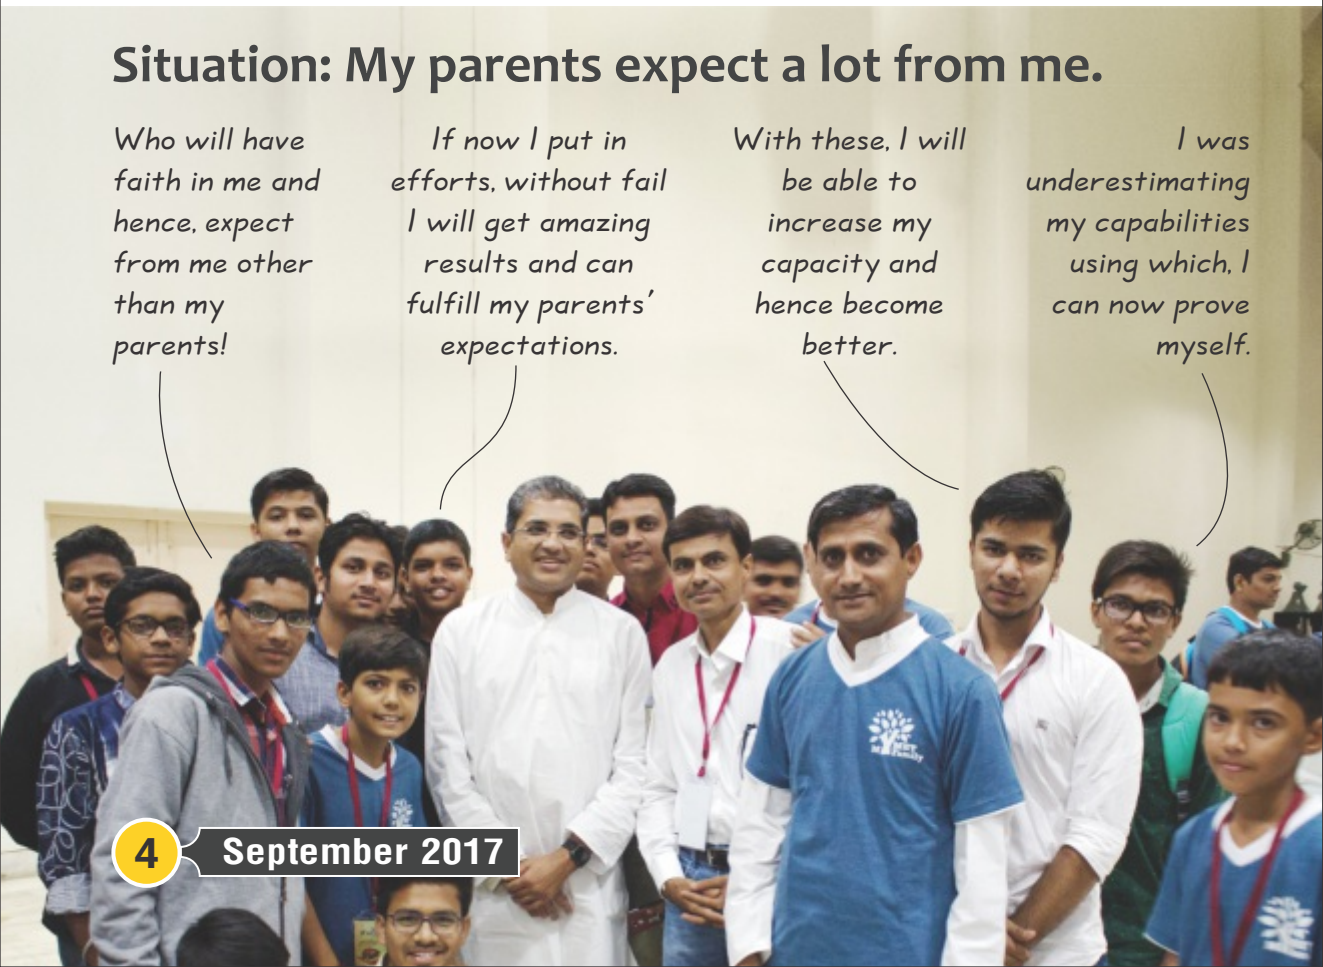 Situation: My parents expect a lot from me.
Who will have
faith in me and
hence, expect
from me other
than my
parents!
If now I put in
efforts, without fail
I will get amazing
results and can
fulfill my parents’
expectations.
With these, I will
be able to
increase my
capacity and
hence become
better.
I was
underestimating
my capabilities
using which, I
can now prove
myself.
4
September 2017